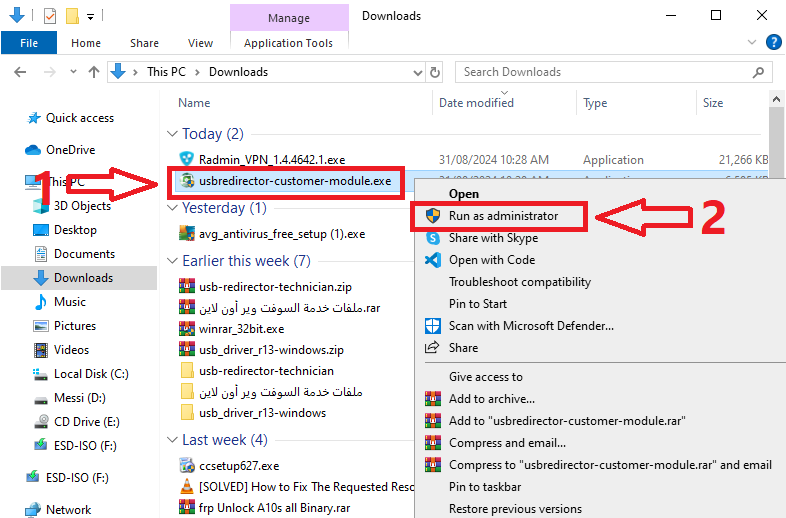 Manage
Downloads
File
Home
Share
View
Application Tools
This PC > Downloads
Search Downloads
Name
Date modified
Type
Size
Quick access
OneDrive
This PC
3D Objects
Desktop
Documents
Downloads
Music
Pictures
Videos
Local Disk (C:)
Messi (D:)
CD Drive (E:)
ESD-ISO (F:)
ESD-ISO (F:)
Network
Today (2)
Radmin_VPN_1.4.4642.1.exe 31/08/2024 10:28 AM Application 21,266 KB
1
usbredirector-customer-module.exe
Yesterday (1)
avg_antivirus_free_setup (1).exe
Earlier this week (7)
usb-redirector-technician.zip
ملفات خدمة السوفت وير أون لاين.rar
winrar_32bit.exe
usb_driver_r13-windows.zip
usb-redirector-technician
ملفات خدمة السوفت وير أون لاين
usb_driver_r13-windows
Last week (4)
ccsetup627.exe
[SOLVED] How to Fix The Requested Resc
frp Unlock A10s all Binary.rar
Open
Run as administrator
2
Share with Skype
Open with Code
Troubleshoot compatibility
Pin to Start
Scan with Microsoft Defender...
Share
Give access to
Add to archive...
Add to "usbredirector-customer-module.rar"
Compress and email...
Compress to "usbredirector-customer-module.rar" and email
Pin to taskbar
Restore previous versions